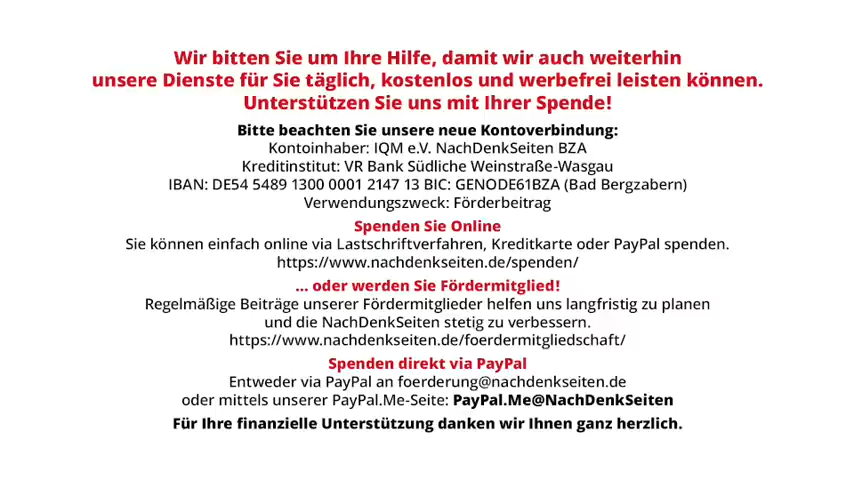 Wir bitten Sie um Ihre Hilfe, damit wir auch weiterhin
unsere Dienste für Sie täglich, kostenlos und werbefrei leisten können.
Unterstützen Sie uns mit Ihrer Spende!
Bitte beachten Sie unsere neue Kontoverbindung:
Kontoinhaber: IQM e.V. NachDenkSeiten BZA
Kreditinstitut: VR Bank Südliche Weinstraße-Wasgau
IBAN: DE54 5489 1300 0001 2147 13 BIC: GENODE61BZA (Bad Bergzabern)
Verwendungszweck: Förderbeitrag
Spenden Sie Online
Sie können einfach online via Lastschriftverfahren, Kreditkarte oder PayPal spenden.
https://www.nachdenkseiten.de/spenden/
... oder werden Sie Fördermitglied!
Regelmäßige Beiträge unserer Fördermitglieder helfen uns langfristig zu planen
und die NachDenkSeiten stetig zu verbessern.
https://www.nachdenkseiten.de/foerdermitgliedschaft/
Spenden direkt via PayPal
Entweder via PayPal an foerderung@nachdenkseiten.de
oder mittels unserer PayPal.Me-Seite: PayPal.Me@NachDenkSeiten
Für Ihre finanzielle Unterstützung danken wir Ihnen ganz herzlich.